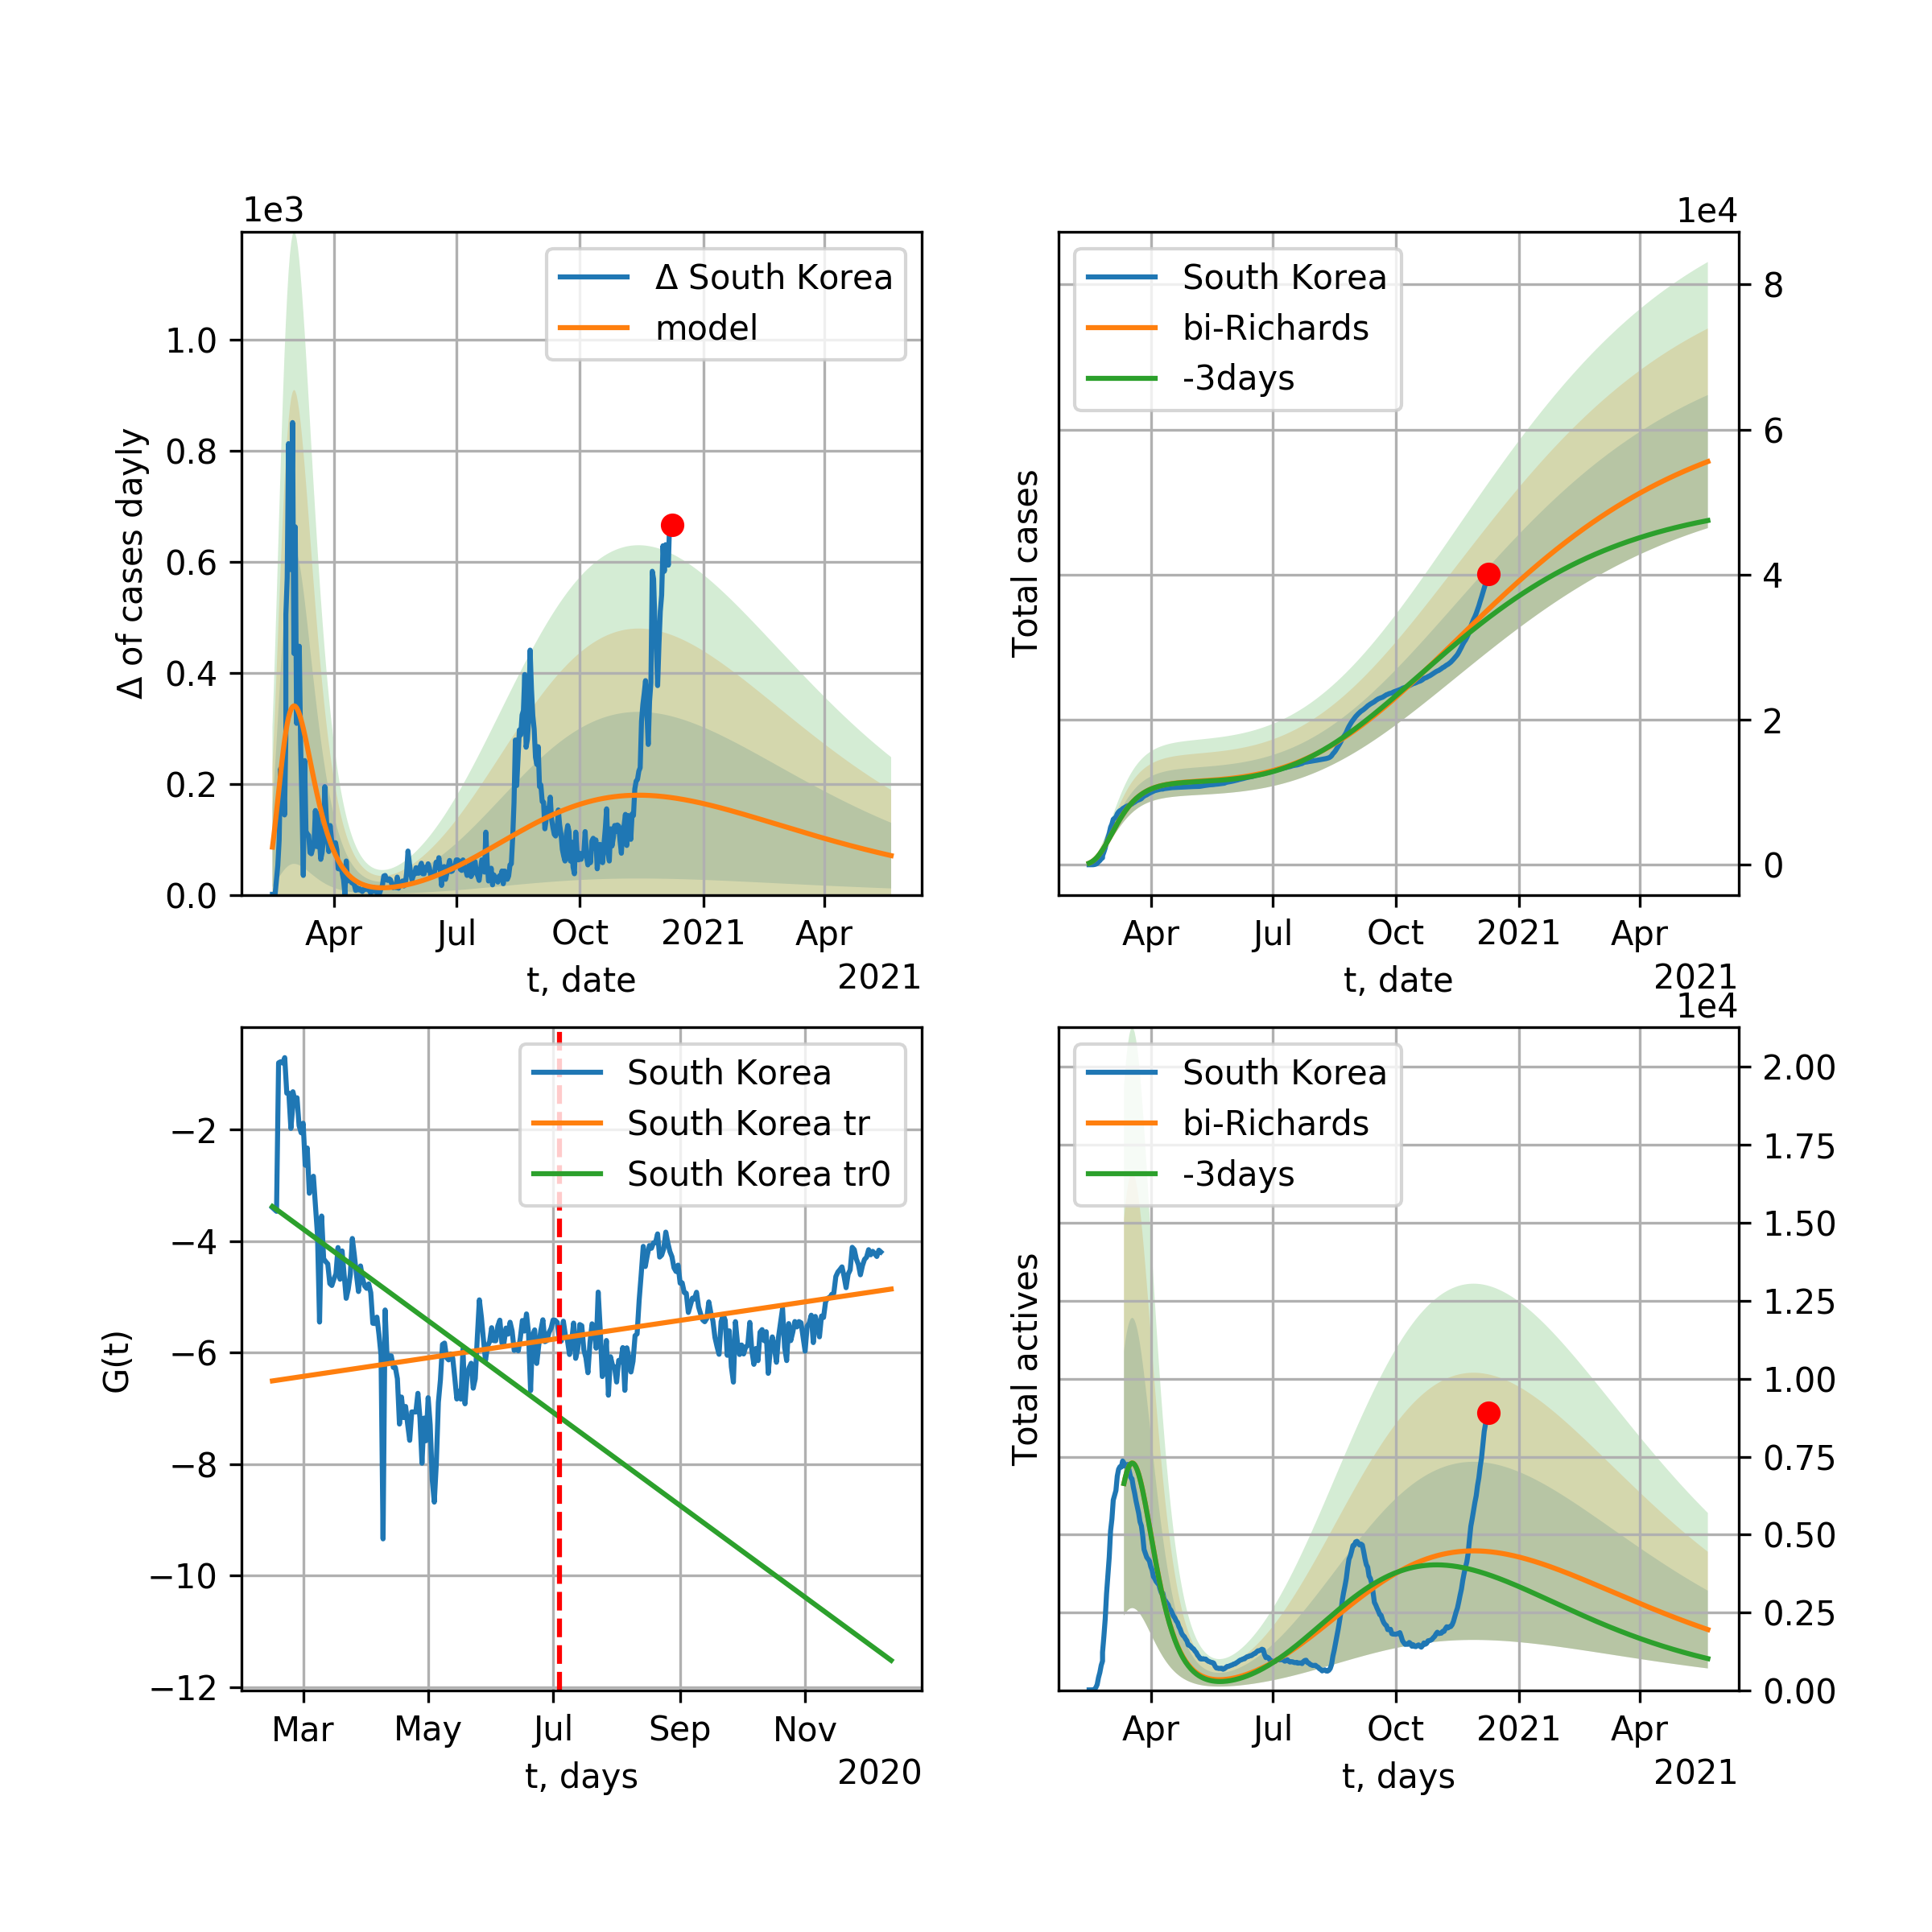 1e3
Δ of cases dayly
1.0
0.8
0.6
0.4
0.2
0.0
Δ South Korea
model
Apr
Jul
Oct
2021
Apr
t, date
2021
1e4
Total cases
South Korea
bi-Richards
-3days
8
6
4
2
0
Apr
Jul
Oct
2021
Apr
t, date
2021
G(t)
−2
−4
−6
−8
−10
−12
South Korea
South Korea tr
South Korea tr0
Mar
May
Jul
Sep
Nov
t, days
2020
1e4
Total actives
South Korea
bi-Richards
-3days
2.00
1.75
1.50
1.25
1.00
0.75
0.50
0.25
0.00
Apr
Jul
Oct
2021
Apr
t, days
2021